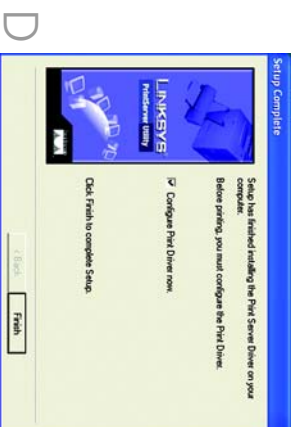 Setup Complete
LINKSYS
PrintServer Utility
Setup has finished installing the Print Server Driver on your
computer.
Before printing, you must configure the Print Driver.
Configure Print Driver now.
Click Finish to complete Setup.
< Back
Finish
D